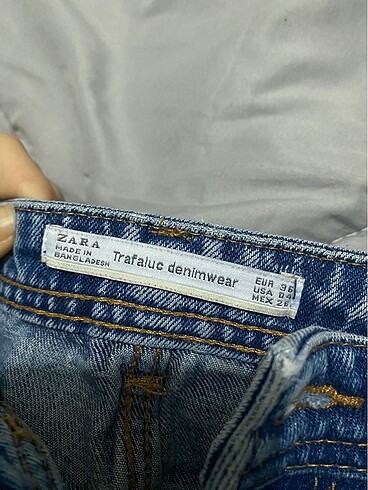 ZARA
MADE IN
BANGLADESH
Trafaluc denimwear
EUR 36
USA 04
MEX 26